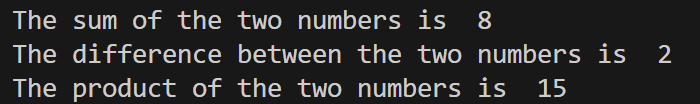 The sum of the two numbers is  8
The difference between the two numbers is  2
The product of the two numbers is  15